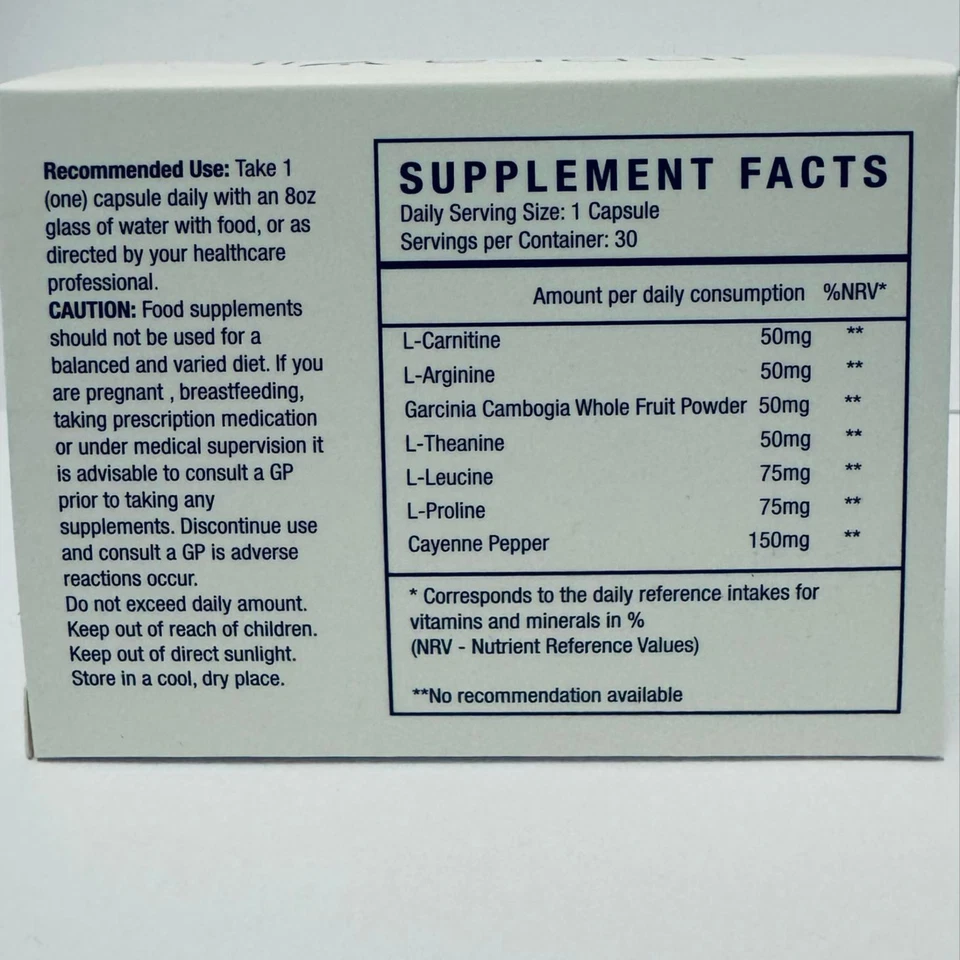 Recommended Use: Take 1
(one) capsule daily with an 8oz
glass of water with food, or as
directed by your healthcare
professional.
CAUTION: Food supplements
should not be used for a
balanced and varied diet. If you
are pregnant , breastfeeding,
taking prescription medication
or under medical supervision it
is advisable to consult a GP
prior to taking any
supplements. Discontinue use
and consult a GP is adverse
reactions occur.
Do not exceed daily amount.
Keep out of reach of children.
Keep out of direct sunlight.
Store in a cool, dry place.
SUPPLEMENT FACTS
Daily Serving Size: 1 Capsule
Servings per Container: 30
Amount per daily consumption %NRV*
L-Carnitine 50mg **
L-Arginine 50mg **
Garcinia Cambogia Whole Fruit Powder 50mg **
L-Theanine 50mg **
L-Leucine 75mg **
L-Proline 75mg **
Cayenne Pepper 150mg **
* Corresponds to the daily reference intakes for
vitamins and minerals in %
(NRV - Nutrient Reference Values)
**No recommendation available